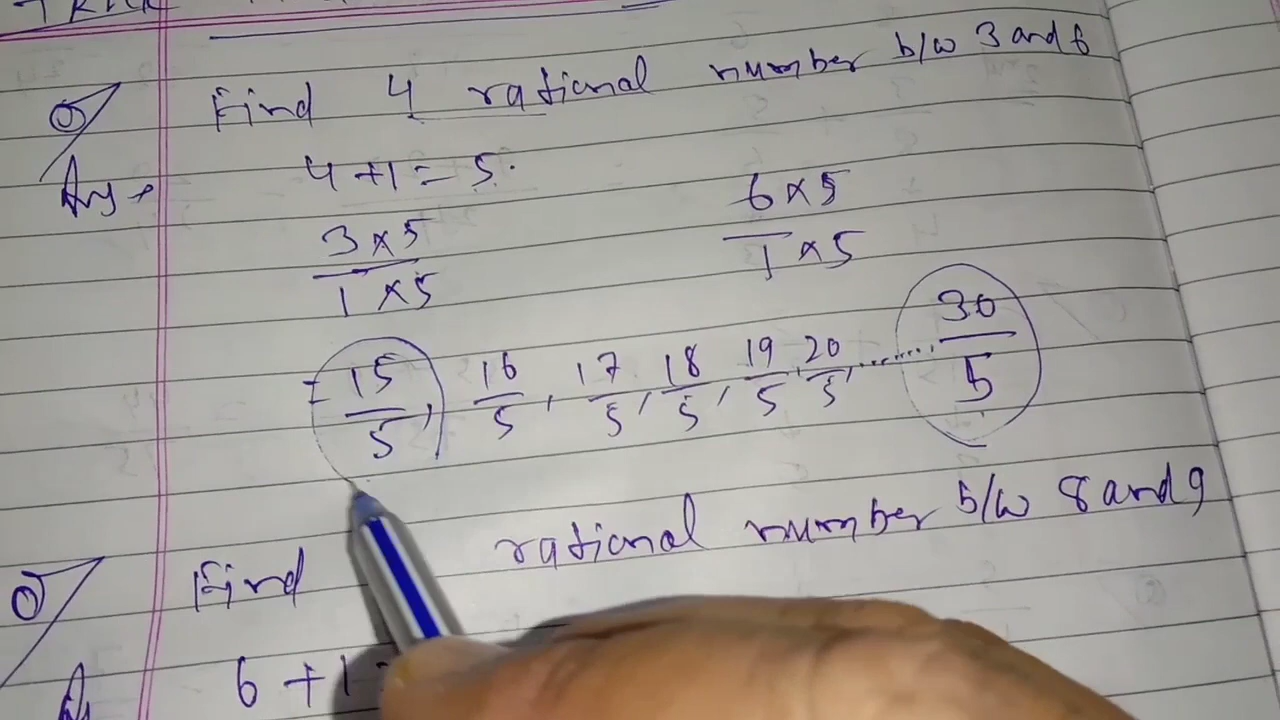 Q Find 4 rational number b/w 3 and 6
Ans→ 4+1=5.
3×5 6×5
1×5 1×5
= 15/5, 16/5, 17/5, 18/5, 19/5, 20/5, ........ 30/5
Q Find rational number b/w 8 and 9
6+1